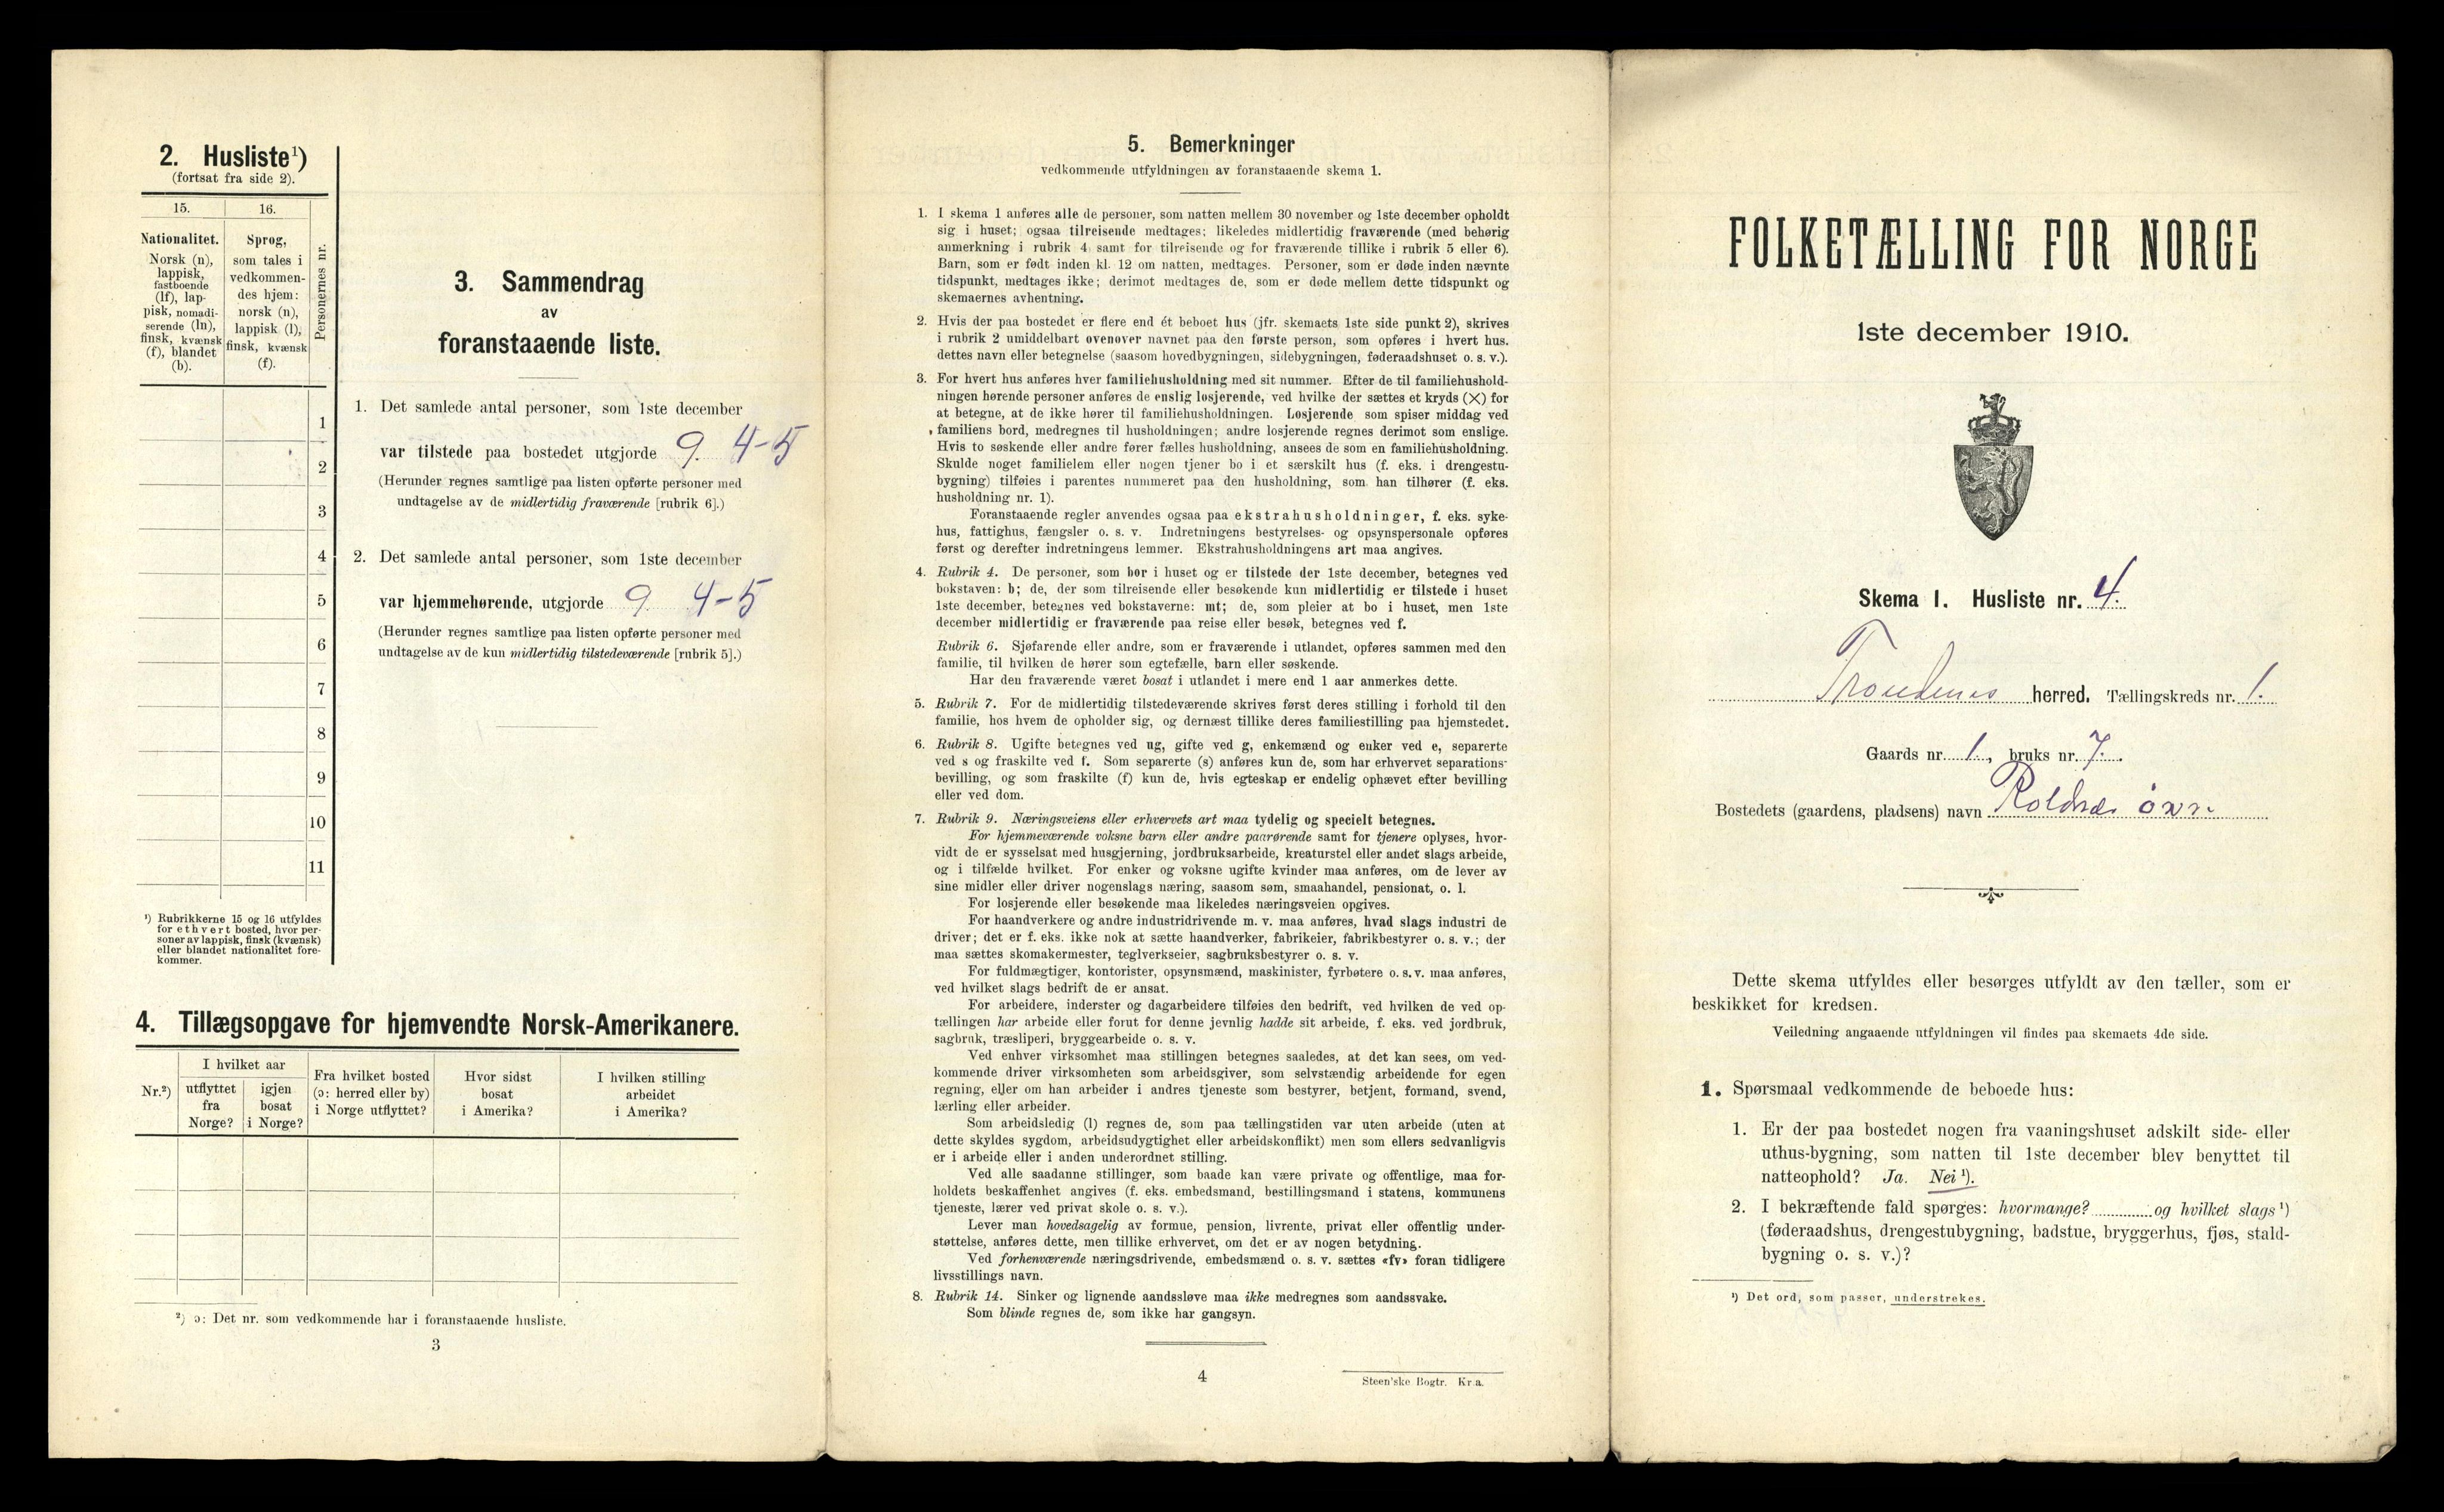 2. Husliste¹)
(fortsat fra side 2).
15.
16.
Personernes nr.
Nationalitet.
Norsk (n),
lappisk,
fastboende
(lf), lap-
pisk, nomadi-
serende (ln),
finsk, kvænsk
(f), blandet
(b).
Sprog,
som tales i
vedkommen-
des hjem:
norsk (n),
lappisk (l),
finsk, kvænsk
(f).
1
2
3
4
5
6
7
8
9
10
11
¹) Rubrikkerne 15 og 16 utfyldes
for ethvert bosted, hvor per-
soner av lappisk, finsk (kvænsk)
eller blandet nationalitet fore-
kommer.
3. Sammendrag
av
foranstaaende liste.
1. Det samlede antal personer, som 1ste december
var tilstede paa bostedet utgjorde 9. 4-5
(Herunder regnes samtlige paa listen opførte personer med
undtagelse av de midlertidig fraværende [rubrik 6].)
2. Det samlede antal personer, som 1ste december
var hjemmehørende, utgjorde 9. 4-5
(Herunder regnes samtlige paa listen opførte personer med
undtagelse av de kun midlertidig tilstedeværende [rubrik 5].)
4. Tillægsopgave for hjemvendte Norsk-Amerikanere.
Nr.²)
I hvilket aar
utflyttet
fra
Norge?
igjen
bosat
i Norge?
Fra hvilket bosted
(ɔ: herred eller by)
i Norge utflyttet?
Hvor sidst
bosat
i Amerika?
I hvilken stilling
arbeidet
i Amerika?
²) ɔ: Det nr. som vedkommende har i foranstaaende husliste.
3
5. Bemerkninger
vedkommende utfyldningen av foranstaaende skema 1.
1. I skema 1 anføres alle de personer, som natten mellem 30 november og 1ste december opholdt
sig i huset; ogsaa tilreisende medtages; likeledes midlertidig fraværende (med behørig
anmerkning i rubrik 4 samt for tilreisende og for fraværende tillike i rubrik 5 eller 6).
Barn, som er født inden kl. 12 om natten, medtages. Personer, som er døde inden nævnte
tidspunkt, medtages ikke; derimot medtages de, som er døde mellem dette tidspunkt og
skemaernes avhentning.
2. Hvis der paa bostedet er flere end ét beboet hus (jfr. skemaets 1ste side punkt 2), skrives
i rubrik 2 umiddelbart ovenover navnet paa den første person, som opføres i hvert hus.
dettes navn eller betegnelse (saasom hovedbygningen, sidebygningen, føderaadshuset o. s. v.).
3. For hvert hus anføres hver familiehusholdning med sit nummer. Efter de til familiehushold-
ningen hørende personer anføres de enslig losjerende, ved hvilke der sættes et kryds (×) for
at betegne, at de ikke hører til familiehusholdningen. Losjerende som spiser middag ved
familiens bord, medregnes til husholdningen; andre losjerende regnes derimot som enslige.
Hvis to søskende eller andre fører fælles husholdning, ansees de som en familiehusholdning.
Skulde noget familielem eller nogen tjener bo i et særskilt hus (f. eks. i drengestu-
bygning) tilføies i parentes nummeret paa den husholdning, som han tilhører (f. eks.
husholdning nr. 1).
Foranstaaende regler anvendes ogsaa paa ekstrahusholdninger, f. eks. syke-
hus, fattighus, fængsler o. s. v. Indretningens bestyrelses- og opsynspersonale opføres
først og derefter indretningens lemmer. Ekstrahusholdningens art maa angives.
4. Rubrik 4. De personer, som bor i huset og er tilstede der 1ste december, betegnes ved
bokstaven: b; de, der som tilreisende eller besøkende kun midlertidig er tilstede i huset
1ste december, betegnes ved bokstaverne: mt; de, som pleier at bo i huset, men 1ste
december midlertidig er fraværende paa reise eller besøk, betegnes ved f.
Rubrik 6. Sjøfarende eller andre, som er fraværende i utlandet, opføres sammen med den
familie, til hvilken de hører som egtefælle, barn eller søskende.
Har den fraværende været bosat i utlandet i mere end 1 aar anmerkes dette.
5. Rubrik 7. For de midlertidig tilstedeværende skrives først deres stilling i forhold til den
familie, hos hvem de opholder sig, og dernæst tillike deres familiestilling paa hjemstedet.
6. Rubrik 8. Ugifte betegnes ved ug, gifte ved g, enkemænd og enker ved e, separerte
ved s og fraskilte ved f. Som separerte (s) anføres kun de, som har erhvervet separations-
bevilling, og som fraskilte (f) kun de, hvis egteskap er endelig ophævet efter bevilling
eller ved dom.
7. Rubrik 9. Næringsveiens eller erhvervets art maa tydelig og specielt betegnes.
For hjemmeværende voksne barn eller andre paarørende samt for tjenere oplyses, hvor-
vidt de er sysselsat med husgjerning, jordbruksarbeide, kreaturstel eller andet slags arbeide,
og i tilfælde hvilket. For enker og voksne ugifte kvinder maa anføres, om de lever av
sine midler eller driver nogenslags næring, saasom søm, smaahandel, pensionat, o. l.
For losjerende eller besøkende maa likeledes næringsveien opgives.
For haandverkere og andre industridrivende m. v. maa anføres, hvad slags industri de
driver; det er f. eks. ikke nok at sætte haandverker, fabrikeier, fabrikbestyrer o. s. v.; der
maa sættes skomakermester, teglverkseier, sagbruksbestyrer o. s. v.
For fuldmægtiger, kontorister, opsynsmænd, maskinister, fyrbøtere o. s. v. maa anføres,
ved hvilket slags bedrift de er ansat.
For arbeidere, inderster og dagarbeidere tilføies den bedrift, ved hvilken de ved op-
tællingen har arbeide eller forut for denne jevnlig hadde sit arbeide, f. eks. ved jordbruk,
sagbruk, træsliperi, bryggearbeide o. s. v.
Ved enhver virksomhet maa stillingen betegnes saaledes, at det kan sees, om ved-
kommende driver virksomheten som arbeidsgiver, som selvstændig arbeidende for egen
regning, eller om han arbeider i andres tjeneste som bestyrer, betjent, formand, svend,
lærling eller arbeider.
Som arbeidsledig (l) regnes de, som paa tællingstiden var uten arbeide (uten at
dette skyldes sygdom, arbeidsudygtighet eller arbeidskonflikt) men som ellers sedvanligvis
er i arbeide eller i anden underordnet stilling.
Ved alle saadanne stillinger, som baade kan være private og offentlige, maa for-
holdets beskaffenhet angives (f. eks. embedsmand, bestillingsmand i statens, kommunens
tjeneste, lærer ved privat skole o. s. v.).
Lever man hovedsagelig av formue, pension, livrente, privat eller offentlig under-
støttelse, anføres dette, men tillike erhvervet, om det er av nogen betydning.
Ved forhenværende næringsdrivende, embedsmænd o. s. v. sættes «fv» foran tidligere
livsstillings navn.
8. Rubrik 14. Sinker og lignende aandssløve maa ikke medregnes som aandssvake.
Som blinde regnes de, som ikke har gangsyn.
4
Steen'ske Bogtr. Kr.a.
FOLKETÆLLING FOR NORGE
1ste december 1910.
Skema 1. Husliste nr. 4.
Trondenes herred. Tællingskreds nr. 1.
Gaards nr. 1., bruks nr. 7.
Bostedets (gaardens, pladsens) navn Roldnæs
Dette skema utfyldes eller besørges utfyldt av den tæller, som er
beskikket for kredsen.
Veiledning angaaende utfyldningen vil findes paa skemaets 4de side.
1. Spørsmaal vedkommende de beboede hus:
1. Er der paa bostedet nogen fra vaaningshuset adskilt side- eller
uthus-bygning, som natten til 1ste december blev benyttet til
natteophold? Ja. Nei ¹).
2. I bekræftende fald spørges: hvormange? og hvilket slags ¹)
(føderaadshus, drengestubygning, badstue, bryggerhus, fjøs, stald-
bygning o. s. v.)?
¹) Det ord, som passer, understrekes.